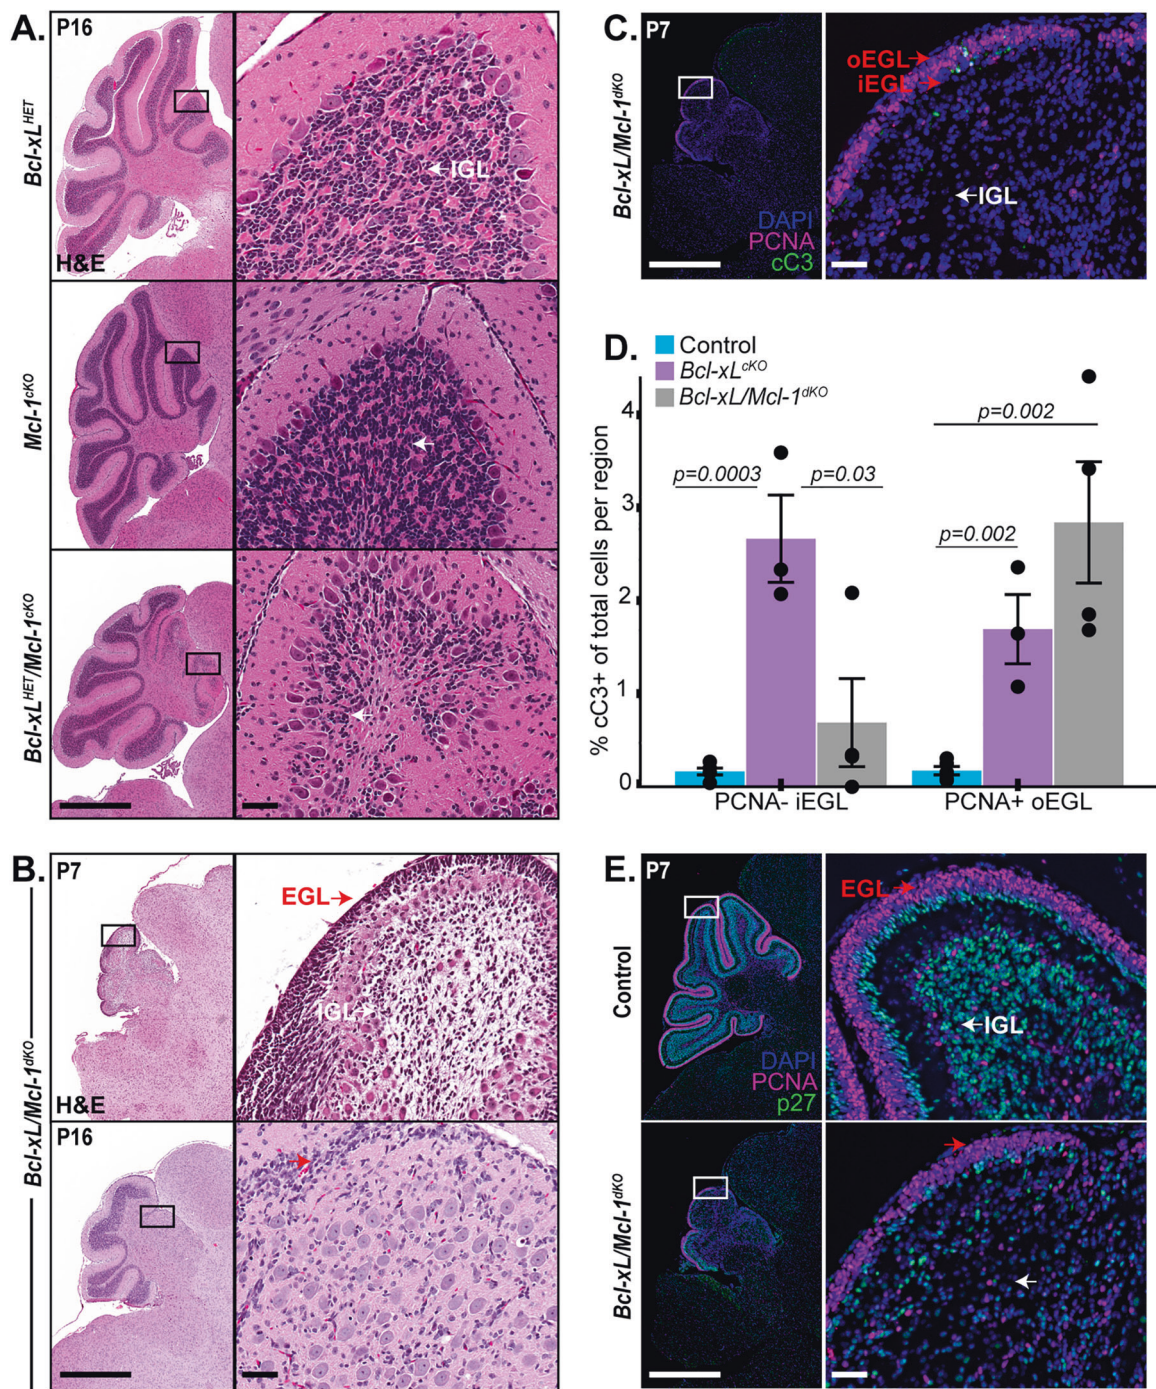 A.
P16
Bcl-xL^HET
IGL
H&E
Mcl-1^cKO
Bcl-xL^HET/Mcl-1^cKO
B.
P7
Bcl-xL/Mcl-1^dKO
EGL
IGL
H&E
P16
C.
P7
Bcl-xL/Mcl-1^dKO
oEGL
iEGL
IGL
DAPI
PCNA
cC3
D.
Control
Bcl-xL^cKO
Bcl-xL/Mcl-1^dKO
% cC3+ of total cells per region
4
3
2
1
0
p=0.0003
p=0.03
p=0.002
p=0.002
PCNA- iEGL
PCNA+ oEGL
E.
P7
Control
EGL
IGL
DAPI
PCNA
p27
Bcl-xL/Mcl-1^dKO